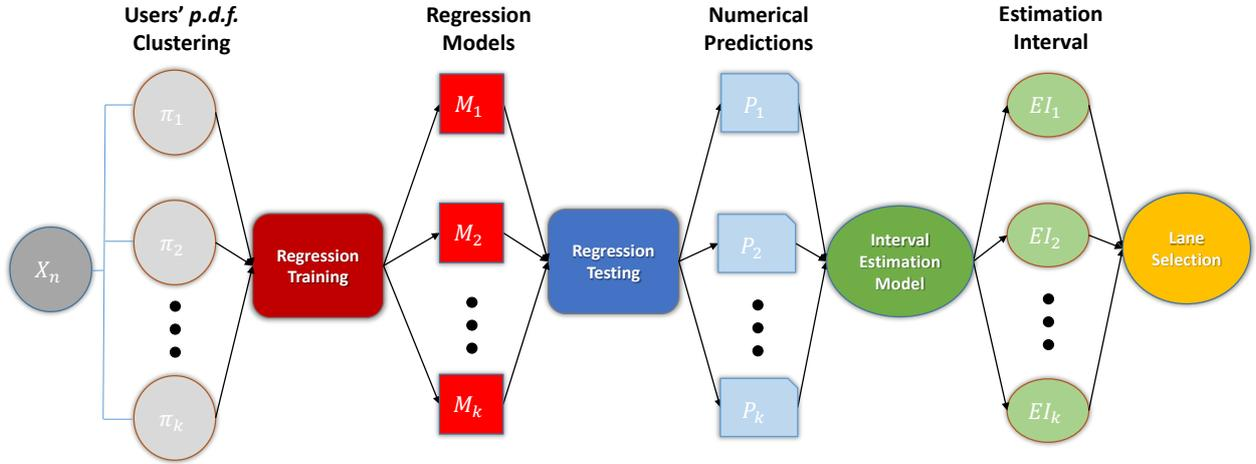 Users' p.d.f.
Clustering
Regression
Models
Numerical
Predictions
Estimation
Interval
X_n
π_1
π_2
π_k
Regression
Training
M_1
M_2
M_k
Regression
Testing
P_1
P_2
P_k
Interval
Estimation
Model
EI_1
EI_2
EI_k
Lane
Selection